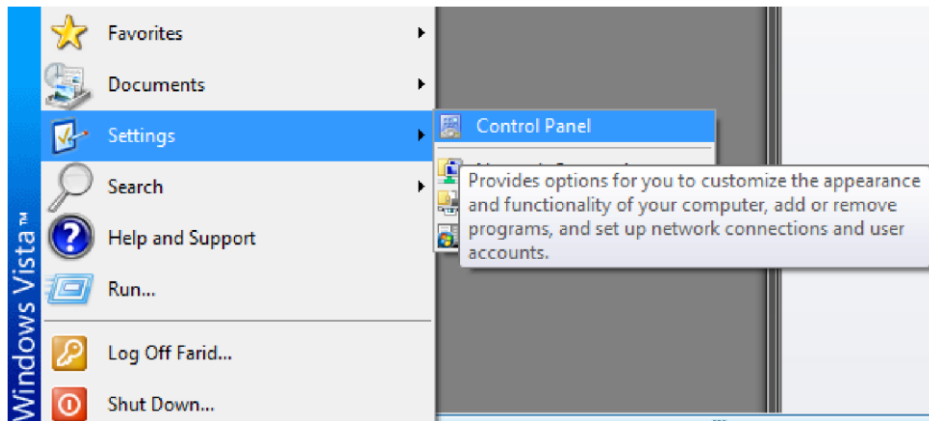 Favorites
Documents
Settings
Control Panel
Search
Provides options for you to customize the appearance
and functionality of your computer, add or remove
programs, and set up network connections and user
accounts.
Help and Support
Run...
Log Off Farid...
Shut Down...
Windows Vista™